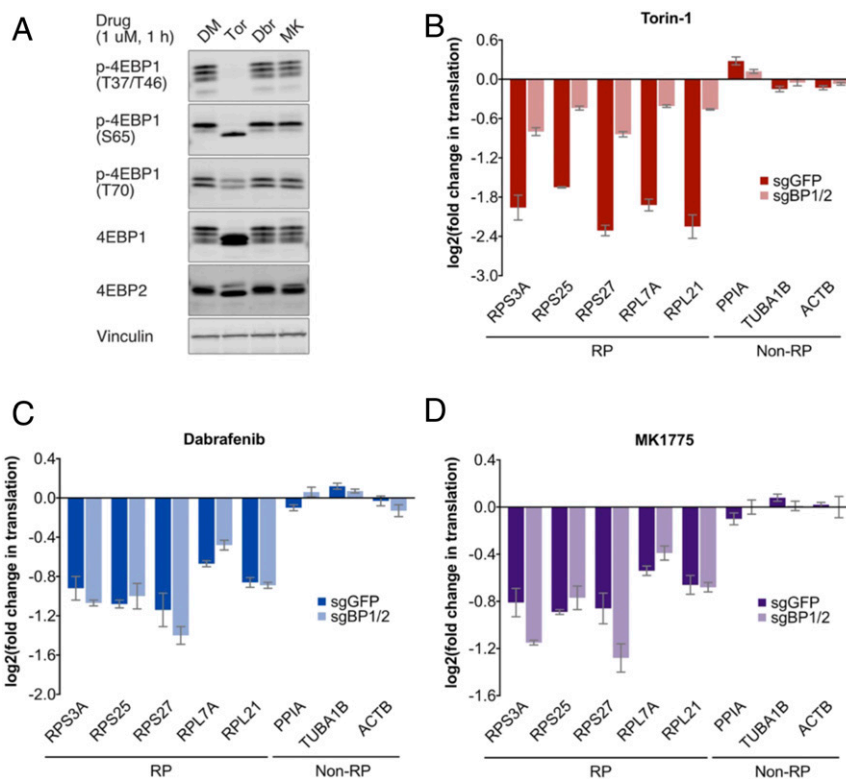 A
Drug
(1 uM, 1 h)
DM Tor Dbr MK
p-4EBP1
(T37/T46)
p-4EBP1
(S65)
p-4EBP1
(T70)
4EBP1
4EBP2
Vinculin
B
Torin-1
log2(fold change in translation)
0.6
0.0
-0.6
-1.2
-1.8
-2.4
-3.0
sgGFP
sgBP1/2
RPS3A RPS25 RPS27 RPL7A RPL21 PPIA TUBA1B ACTB
RP Non-RP
C
Dabrafenib
log2(fold change in translation)
0.4
0.0
-0.4
-0.8
-1.2
-1.6
-2.0
sgGFP
sgBP1/2
RPS3A RPS25 RPS27 RPL7A RPL21 PPIA TUBA1B ACTB
RP Non-RP
D
MK1775
log2(fold change in translation)
0.4
0.0
-0.4
-0.8
-1.2
-1.6
sgGFP
sgBP1/2
RPS3A RPS25 RPS27 RPL7A RPL21 PPIA TUBA1B ACTB
RP Non-RP